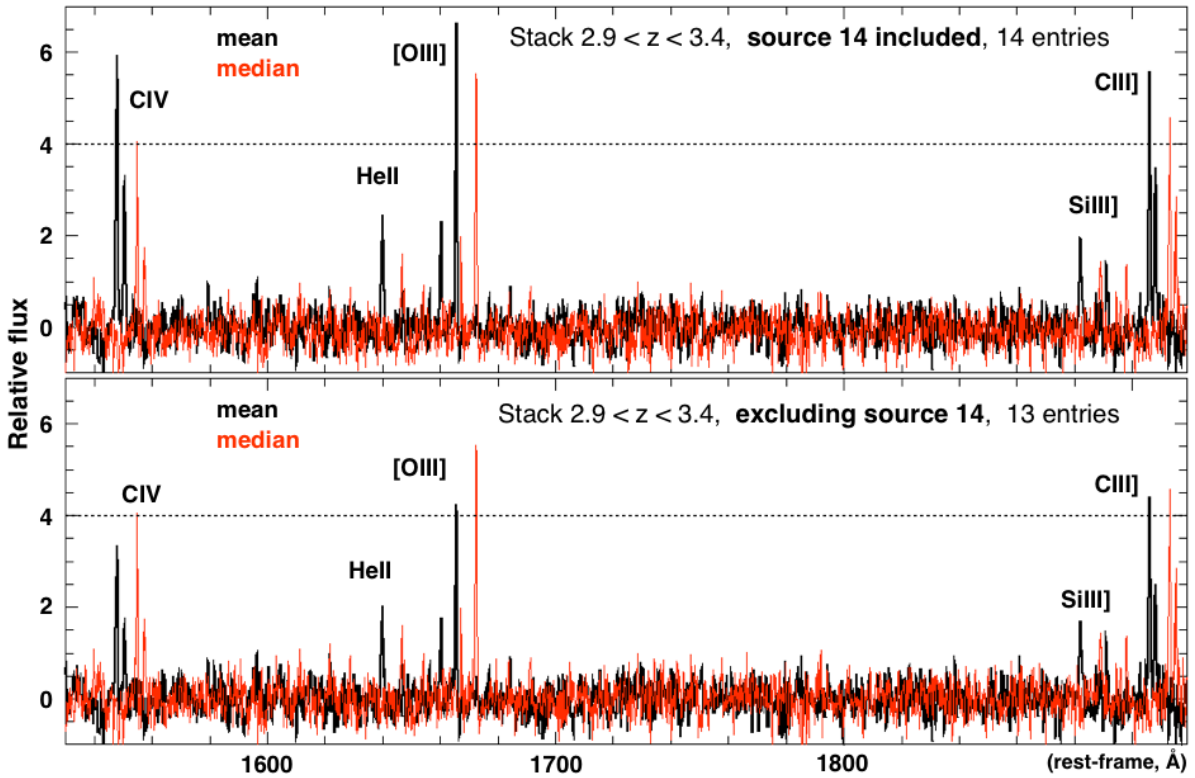 mean
median
Stack 2.9 < z < 3.4, source 14 included, 14 entries
[OIII]
CIV
CIII]
HeII
SiIII]
6
4
2
0
Relative flux
mean
median
Stack 2.9 < z < 3.4, excluding source 14, 13 entries
[OIII]
CIV
CIII]
HeII
SiIII]
6
4
2
0
1600
1700
1800
(rest-frame, Å)